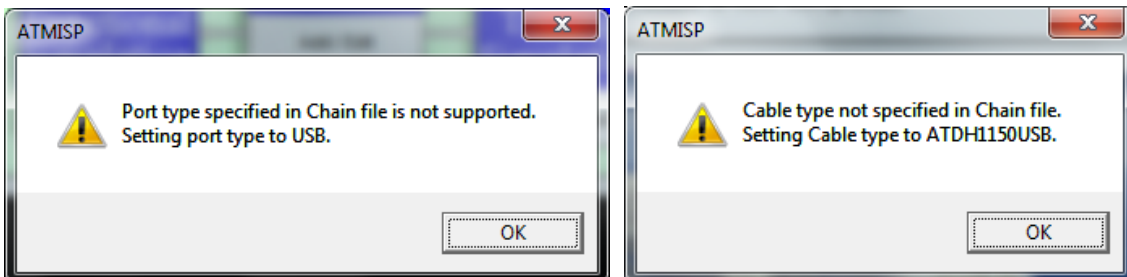 ATMISP
Port type specified in Chain file is not supported.
Setting port type to USB.
OK
ATMISP
Cable type not specified in Chain file.
Setting Cable type to ATDH1150USB.
OK